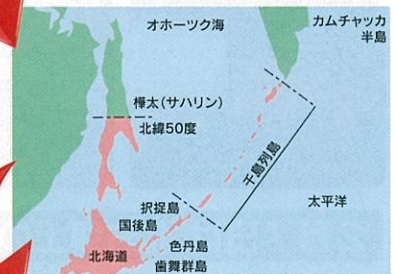 オホーツク海
カムチャッカ
半島
樺太(サハリン)
北緯50度
千島列島
太平洋
択捉島
国後島
色丹島
北海道
歯舞群島